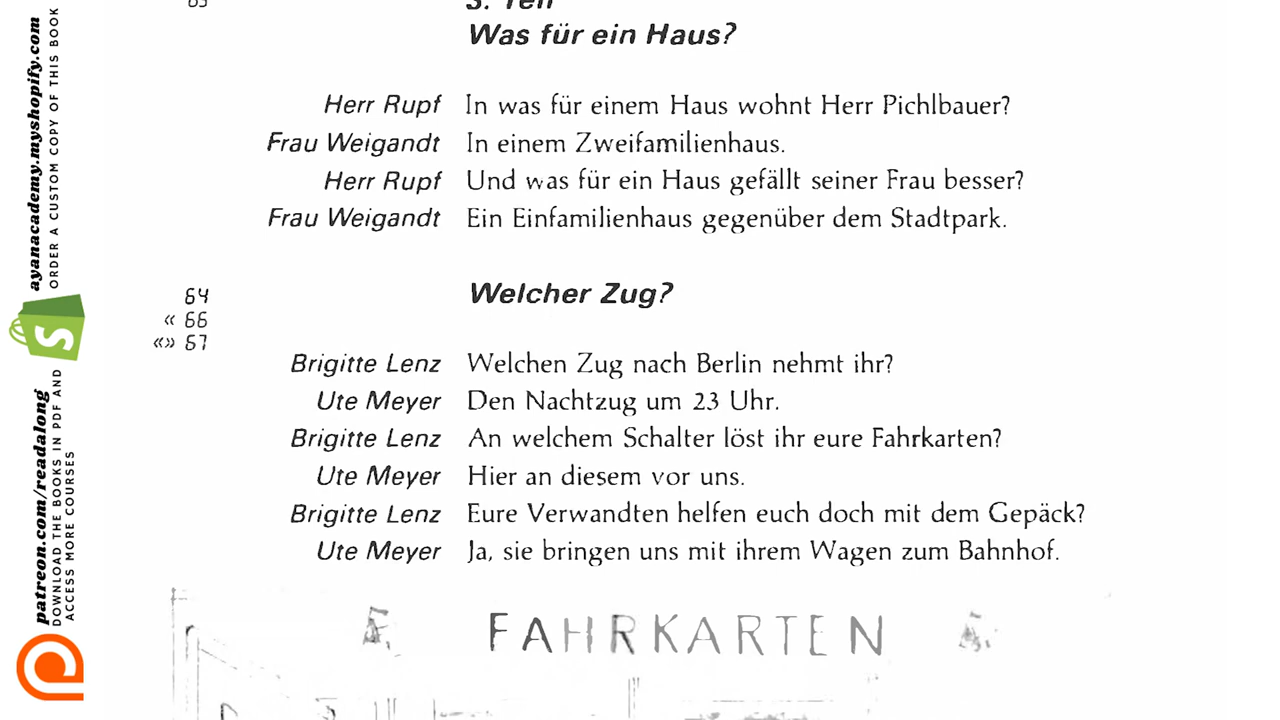 63
3. Teil
Was für ein Haus?
Herr Rupf In was für einem Haus wohnt Herr Pichlbauer?
Frau Weigandt In einem Zweifamilienhaus.
Herr Rupf Und was für ein Haus gefällt seiner Frau besser?
Frau Weigandt Ein Einfamilienhaus gegenüber dem Stadtpark.
64
« 66
«» 67
Welcher Zug?
Brigitte Lenz Welchen Zug nach Berlin nehmt ihr?
Ute Meyer Den Nachtzug um 23 Uhr.
Brigitte Lenz An welchem Schalter löst ihr eure Fahrkarten?
Ute Meyer Hier an diesem vor uns.
Brigitte Lenz Eure Verwandten helfen euch doch mit dem Gepäck?
Ute Meyer Ja, sie bringen uns mit ihrem Wagen zum Bahnhof.
FAHRKARTEN
ayanacademy.myshopify.com
ORDER A CUSTOM COPY OF THIS BOOK
patreon.com/readalong
DOWNLOAD THE BOOKS IN PDF AND
ACCESS MORE COURSES